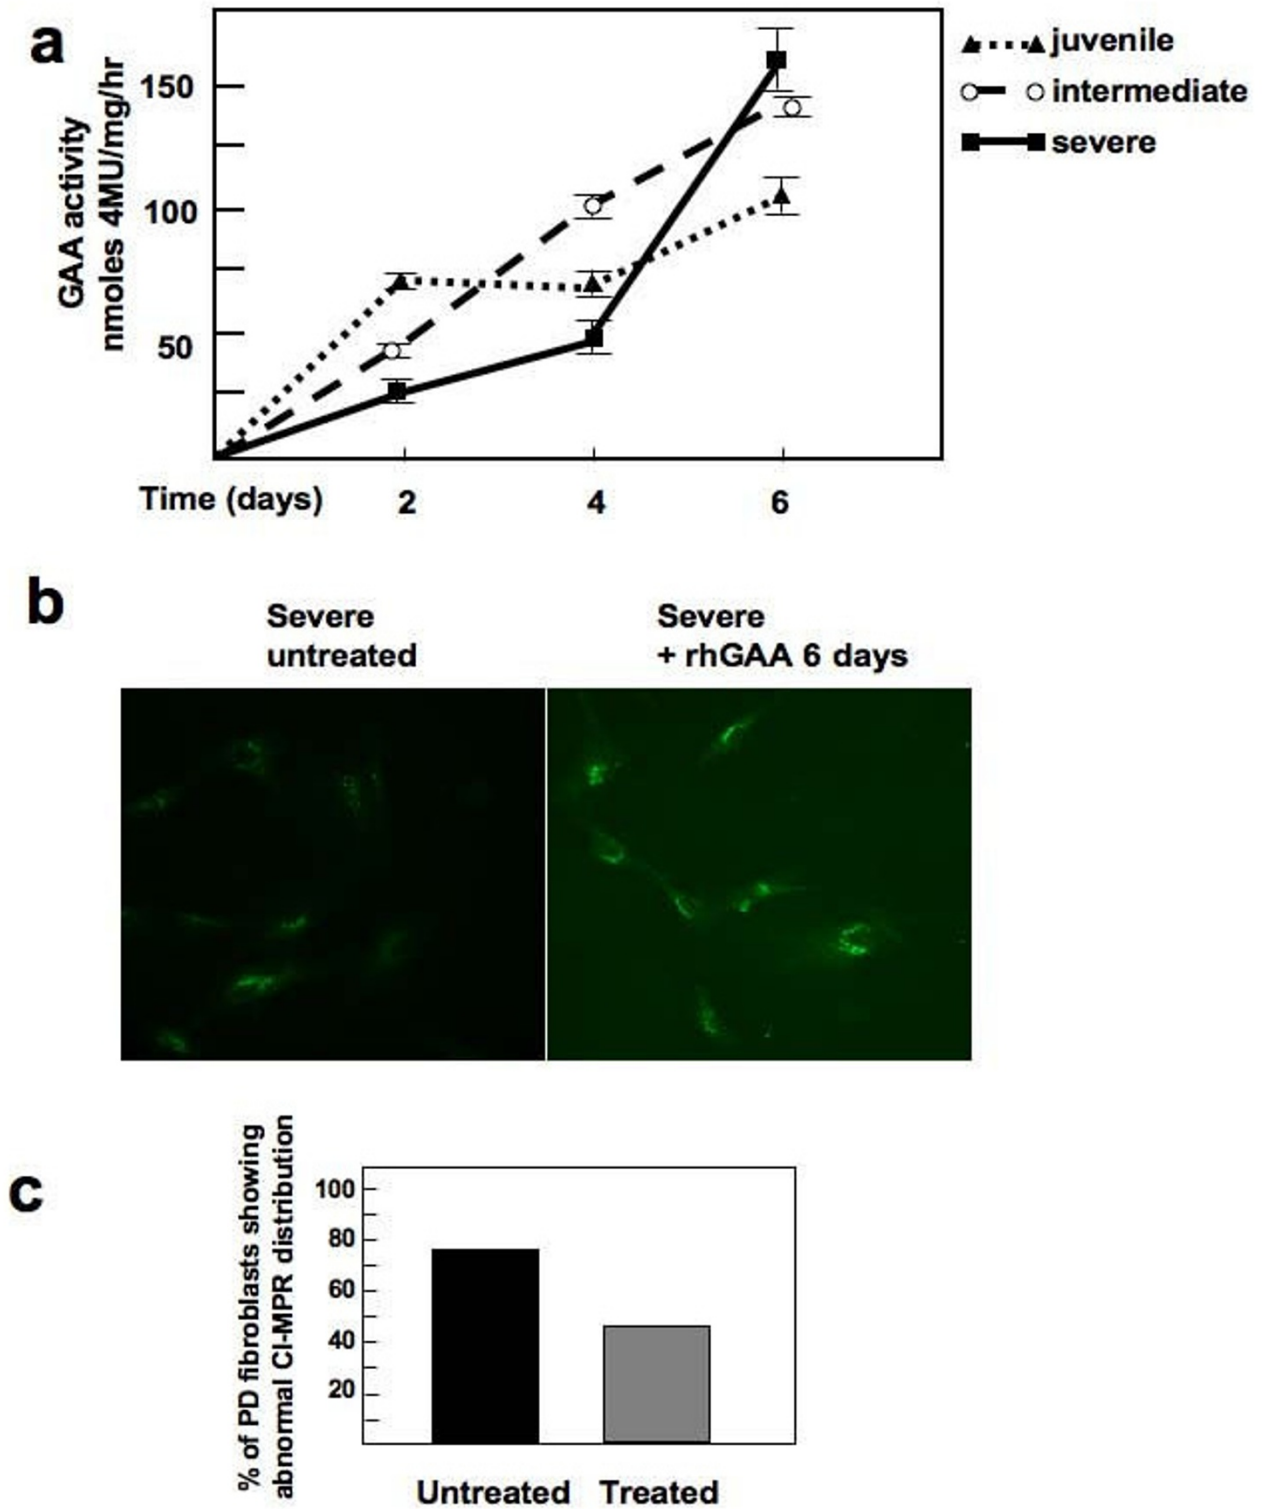 a
GAA activity
nmoles 4MU/mg/hr
150
100
50
Time (days)
2
4
6
juvenile
intermediate
severe
b
Severe
untreated
Severe
+ rhGAA 6 days
c
% of PD fibroblasts showing
abnormal CI-MPR distribution
100
80
60
40
20
Untreated
Treated